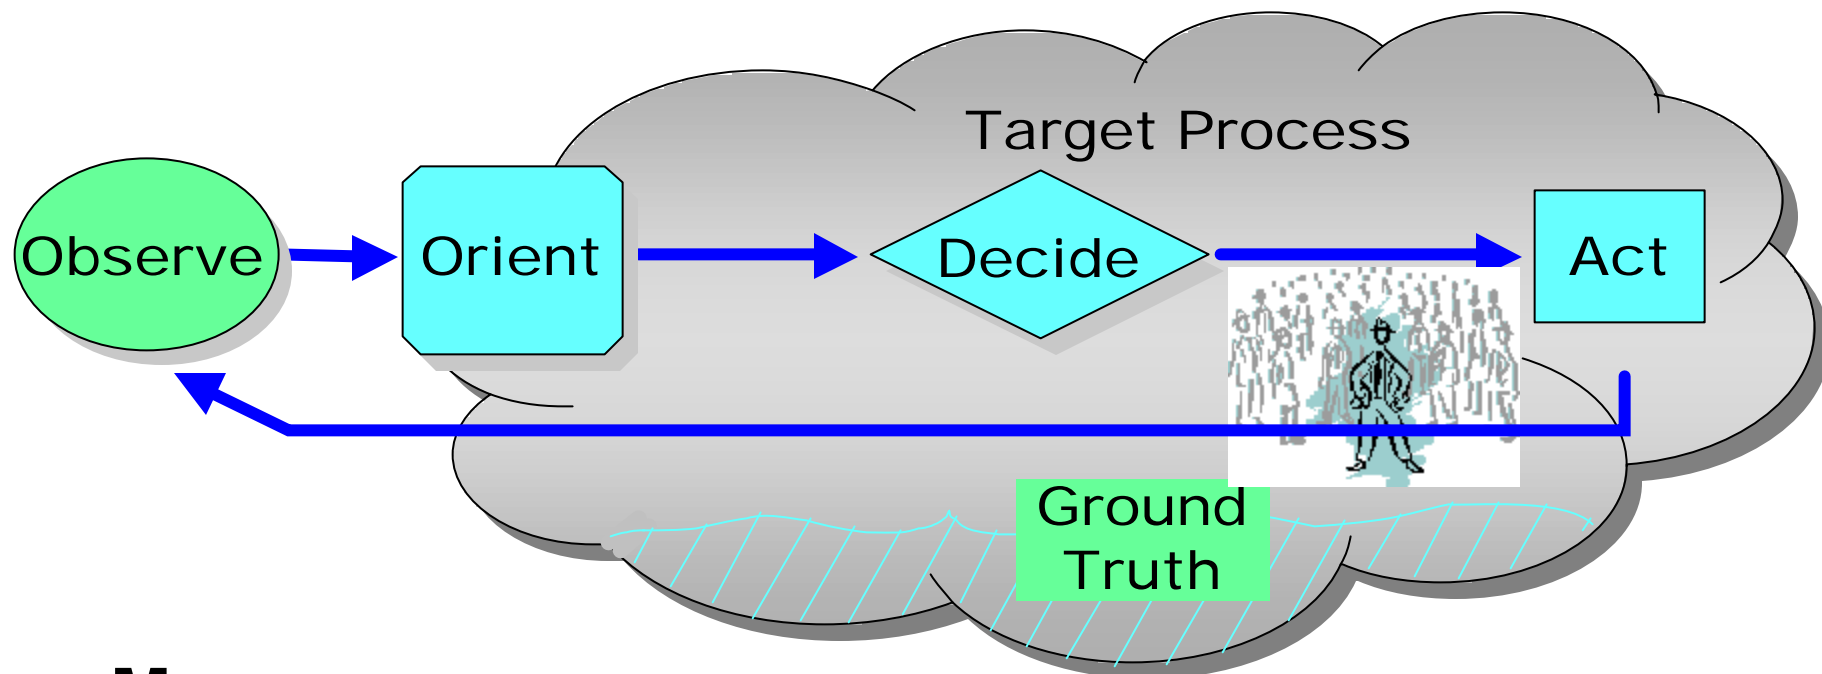 Target Process
Observe
Orient
Decide
Act
Ground
Truth